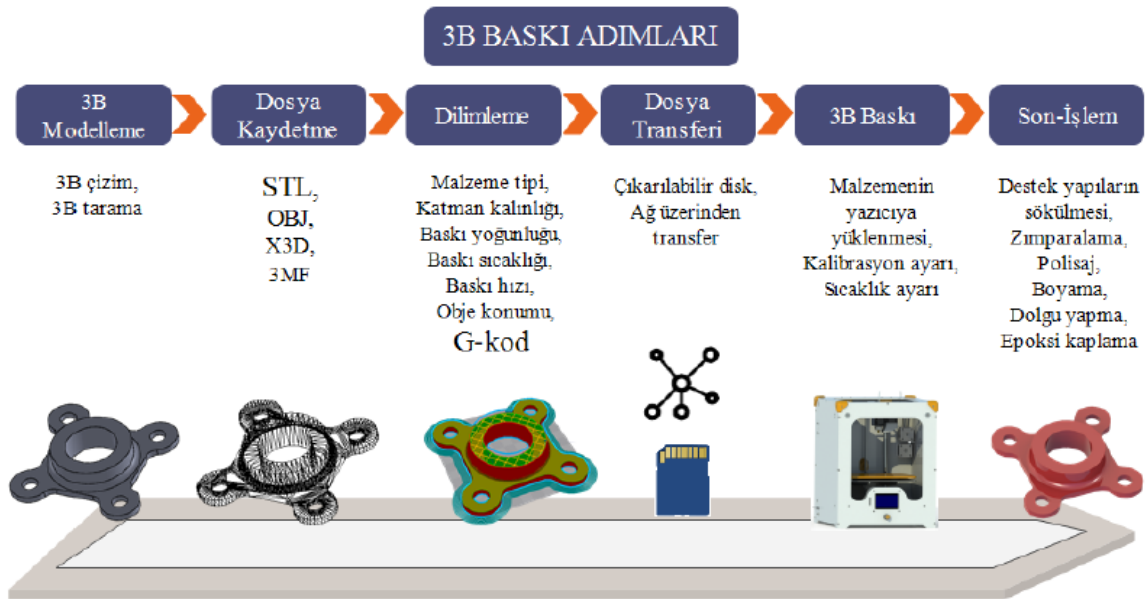 3B BASKI ADIMLARI
3B
Modelleme
Dosya
Kaydetme
Dilimleme
Dosya
Transferi
3B Baskı
Son-İşlem
3B çizim,
3B tarama
STL,
OBJ,
X3D,
3MF
Malzeme tipi,
Katman kalınlığı,
Baskı yoğunluğu,
Baskı sıcaklığı,
Baskı hızı,
Obje konumu,
G-kod
Çıkarılabilir disk,
Ağ üzerinden
transfer
Malzemenin
yazıcıya
yüklenmesi,
Kalibrasyon ayarı,
Sıcaklık ayarı
Destek yapıların
sökülmesi,
Zımparalama,
Polisaj,
Boyama,
Dolgu yapma,
Epoksi kaplama